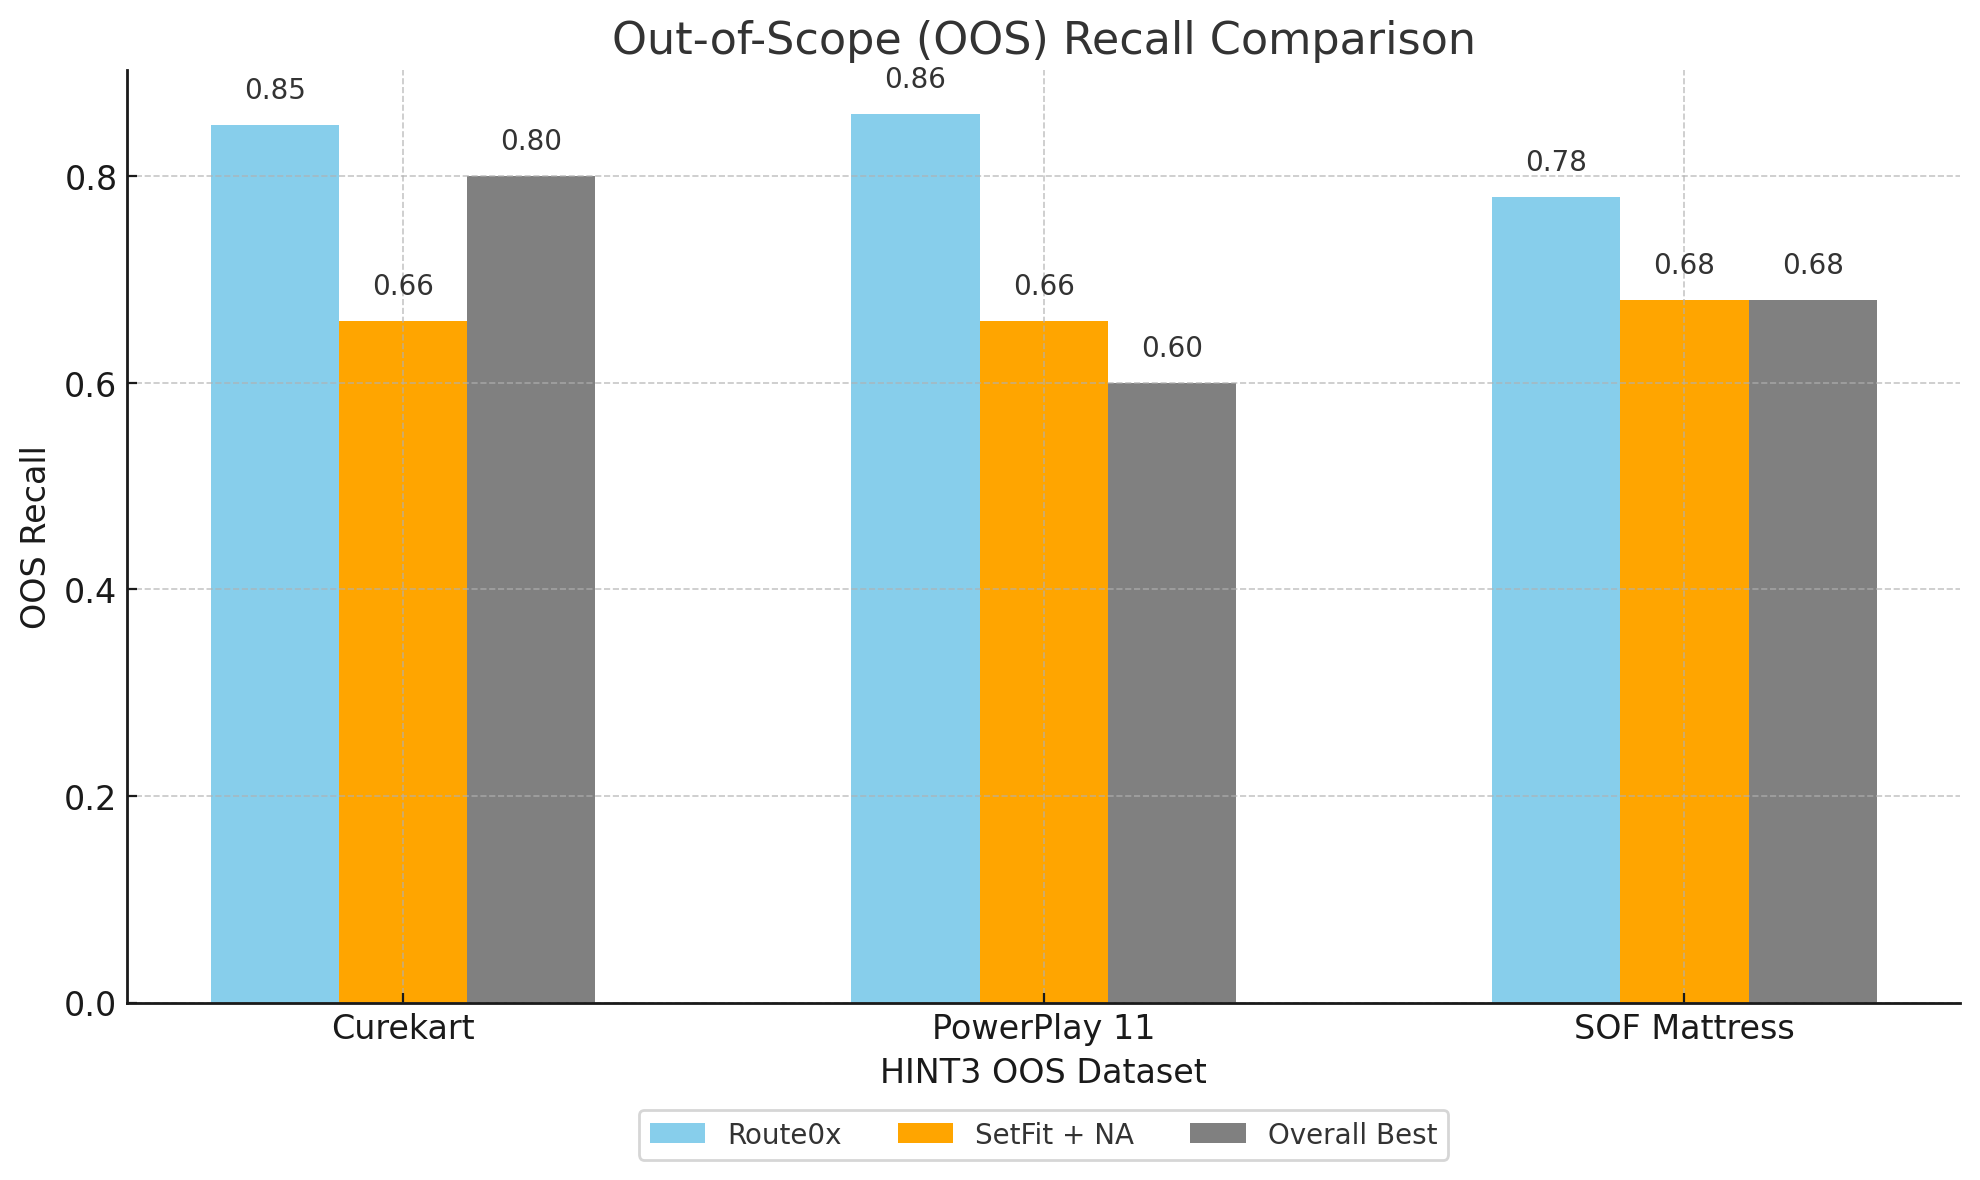 Out-of-Scope (OOS) Recall Comparison
0.85
0.66
0.80
0.86
0.66
0.60
0.78
0.68
0.68
OOS Recall
0.8
0.6
0.4
0.2
0.0
Curekart
PowerPlay 11
SOF Mattress
HINT3 OOS Dataset
Route0x
SetFit + NA
Overall Best